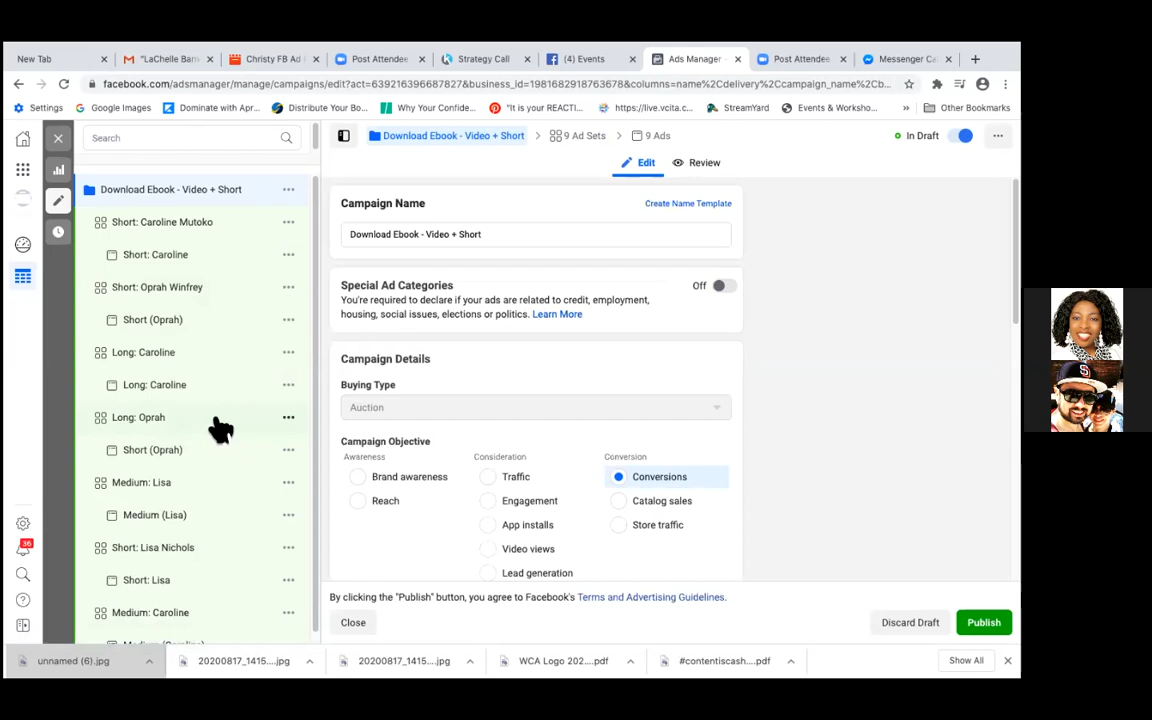 New Tab
"LaChelle Barn
Christy FB Ad
Post Attendee
Strategy Call
(4) Events
Ads Manager
Post Attendee
Messenger Ca
facebook.com/adsmanager/manage/campaigns/edit?act=639216396687827&business_id=1981682918763678&columns=name%2Cdelivery%2Ccampaign_name%2Cb...
Settings
Google Images
Dominate with Apr...
Distribute Your Bo...
Why Your Confide...
"It is your REACTI...
https://live.vcita.c...
StreamYard
Events & Worksho...
»
Other Bookmarks
Search
Download Ebook - Video + Short
9 Ad Sets
9 Ads
In Draft
Edit
Review
Download Ebook - Video + Short
Short: Caroline Mutoko
Short: Caroline
Short: Oprah Winfrey
Short (Oprah)
Long: Caroline
Long: Caroline
Long: Oprah
Short (Oprah)
Medium: Lisa
Medium (Lisa)
Short: Lisa Nichols
Short: Lisa
Medium: Caroline
Medium (Caroline)
36
Campaign Name
Create Name Template
Download Ebook - Video + Short
Special Ad Categories
Off
You're required to declare if your ads are related to credit, employment,
housing, social issues, elections or politics. Learn More
Campaign Details
Buying Type
Auction
Campaign Objective
Awareness
Consideration
Conversion
Brand awareness
Traffic
Conversions
Reach
Engagement
Catalog sales
App installs
Store traffic
Video views
Lead generation
By clicking the "Publish" button, you agree to Facebook's Terms and Advertising Guidelines.
Close
Discard Draft
Publish
unnamed (6).jpg
20200817_1415....jpg
20200817_1415....jpg
WCA Logo 202....pdf
#contentiscash....pdf
Show All